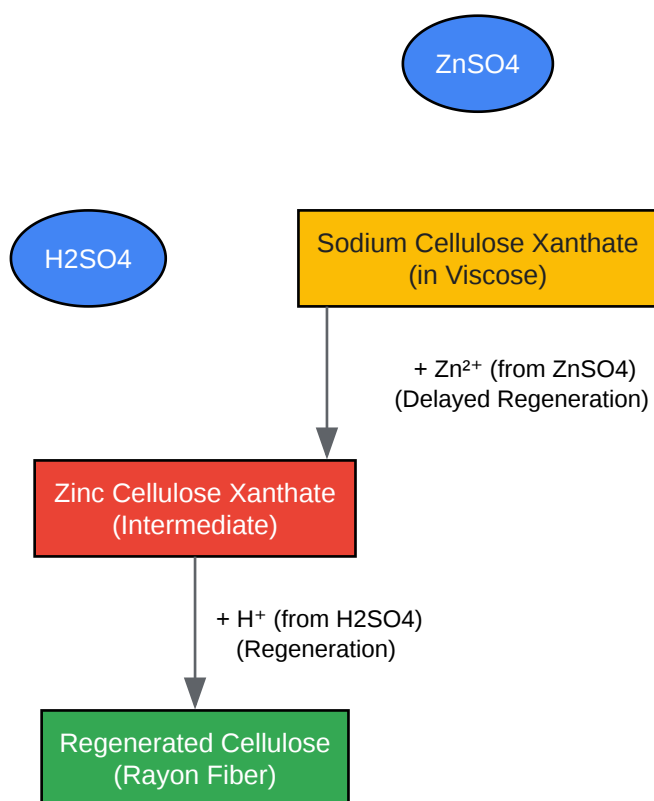 ZnSO4
H2SO4
Sodium Cellulose Xanthate
(in Viscose)
+ Zn²⁺ (from ZnSO4)
(Delayed Regeneration)
Zinc Cellulose Xanthate
(Intermediate)
+ H⁺ (from H2SO4)
(Regeneration)
Regenerated Cellulose
(Rayon Fiber)